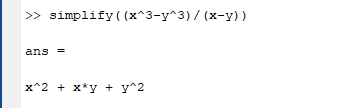 >> simplify((x^3-y^3)/(x-y))
ans =
x^2 + x*y + y^2